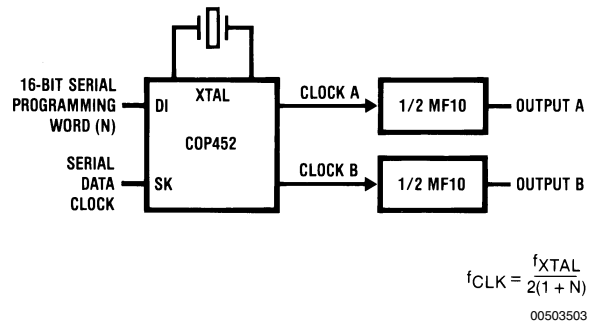 16-BIT SERIAL
PROGRAMMING
WORD (N)
DI
XTAL
COP452
CLOCK A
1/2 MF10
OUTPUT A
SERIAL
DATA
CLOCK
SK
CLOCK B
1/2 MF10
OUTPUT B
fCLK = fXTAL / 2(1 + N)
00503503